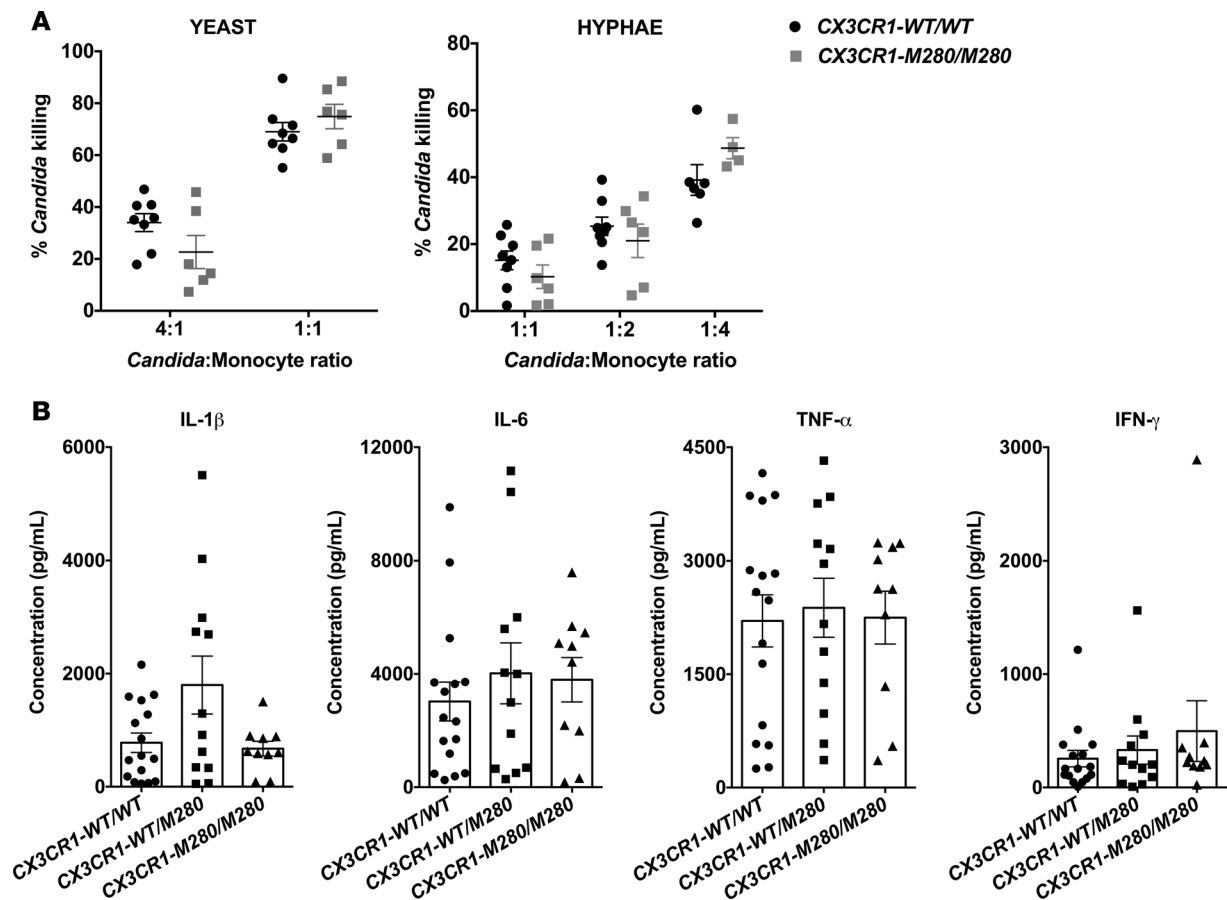 A
YEAST
HYPHAE
CX3CR1-WT/WT
CX3CR1-M280/M280
% Candida killing
100
80
60
40
20
0
4:1
1:1
Candida:Monocyte ratio
% Candida killing
80
60
40
20
0
1:1
1:2
1:4
Candida:Monocyte ratio
B
IL-1β
Concentration (pg/mL)
6000
4000
2000
0
CX3CR1-WT/WT
CX3CR1-WT/M280
CX3CR1-M280/M280
IL-6
Concentration (pg/mL)
12000
8000
4000
0
CX3CR1-WT/WT
CX3CR1-WT/M280
CX3CR1-M280/M280
TNF-α
Concentration (pg/mL)
4500
3000
1500
0
CX3CR1-WT/WT
CX3CR1-WT/M280
CX3CR1-M280/M280
IFN-γ
Concentration (pg/mL)
3000
2000
1000
0
CX3CR1-WT/WT
CX3CR1-WT/M280
CX3CR1-M280/M280